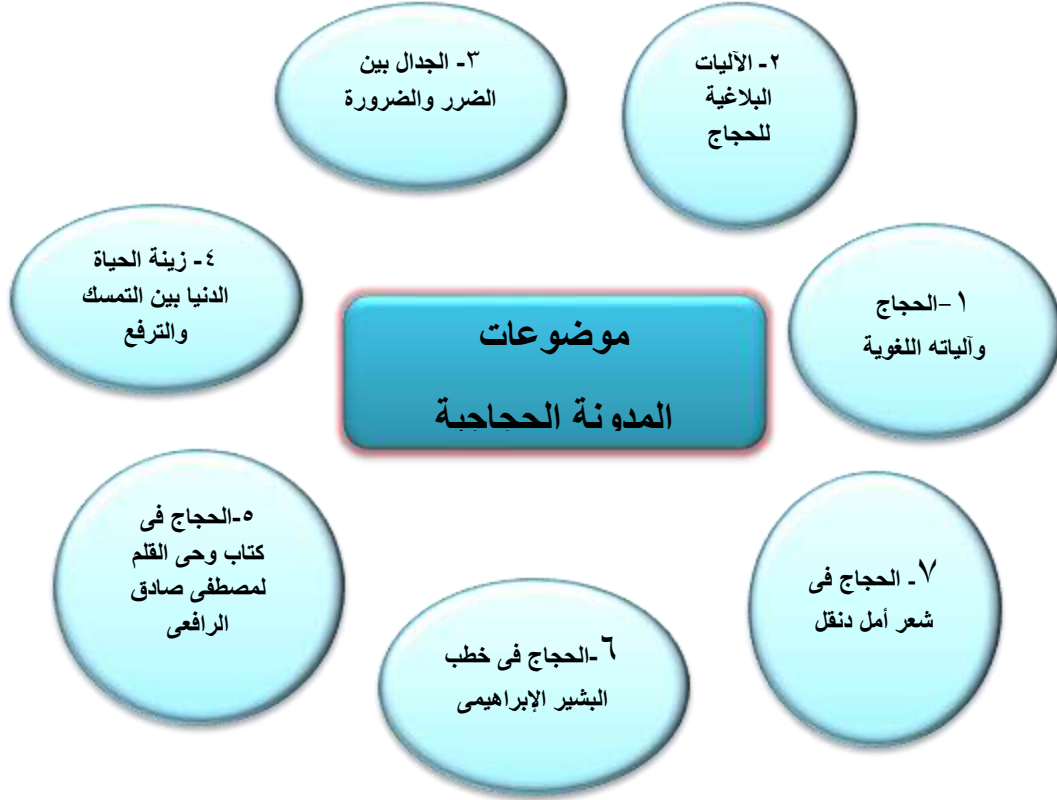 موضوعات
المدونة الحجاجية
١ -الحجاج
وآلياته اللغوية
٢- الآليات
البلاغية
للحجاج
٣- الجدال بين
الضرر والضرورة
٤- زينة الحياة
الدنيا بين التمسك
والترفع
٥-الحجاج فى
كتاب وحى القلم
لمصطفى صادق
الرافعى
٦-الحجاج فى خطب
البشير الإبراهيمى
٧- الحجاج فى
شعر أمل دنقل